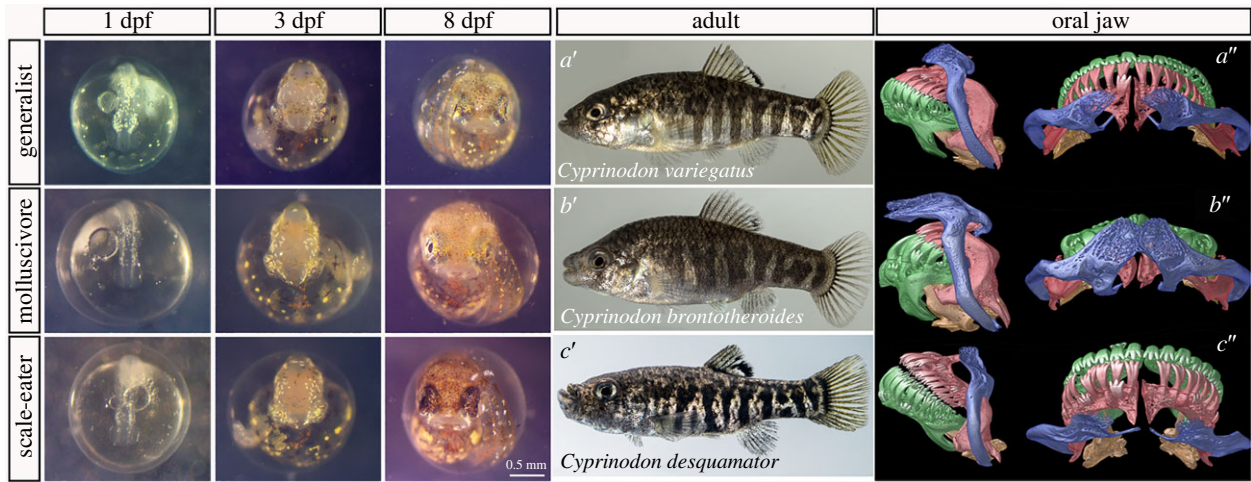 1 dpf
3 dpf
8 dpf
adult
oral jaw
generalist
a′
Cyprinodon variegatus
a″
molluscivore
b′
Cyprinodon brontotheroides
b″
scale-eater
0.5 mm
c′
Cyprinodon desquamator
c″